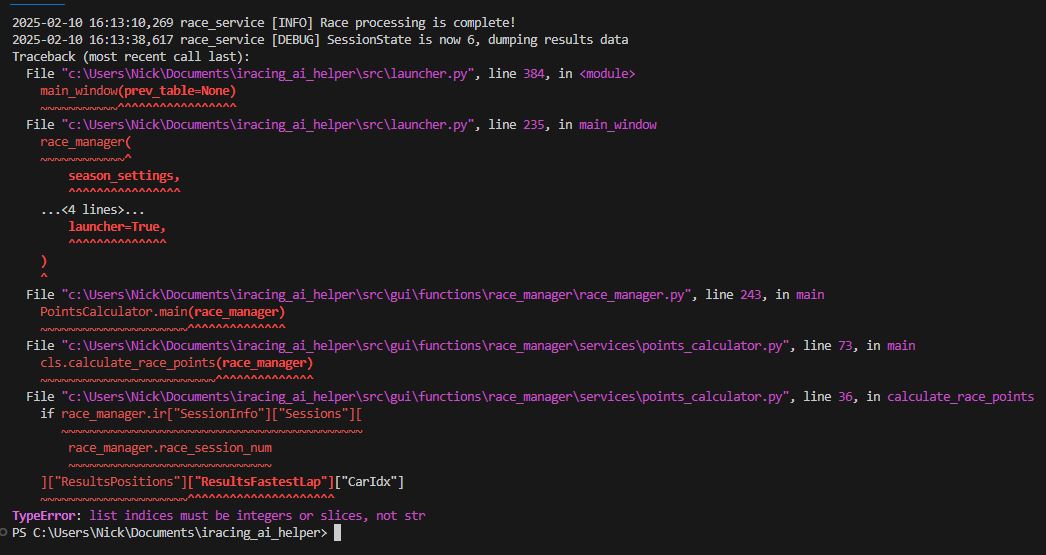 2025-02-10 16:13:10,269 race_service [INFO] Race processing is complete!
2025-02-10 16:13:38,617 race_service [DEBUG] SessionState is now 6, dumping results data
Traceback (most recent call last):
  File "c:\Users\Nick\Documents\iracing_ai_helper\src\launcher.py", line 384, in <module>
    main_window(prev_table=None)
    ~~~~~~~~~~~^^^^^^^^^^^^^^^^^
  File "c:\Users\Nick\Documents\iracing_ai_helper\src\launcher.py", line 235, in main_window
    race_manager(
    ~~~~~~~~~~~~^
        season_settings,
        ^^^^^^^^^^^^^^^^
    ...<4 lines>...
        launcher=True,
        ^^^^^^^^^^^^^^
    )
    ^
  File "c:\Users\Nick\Documents\iracing_ai_helper\src\gui\functions\race_manager\race_manager.py", line 243, in main
    PointsCalculator.main(race_manager)
    ~~~~~~~~~~~~~~~~~~~~~^^^^^^^^^^^^^^
  File "c:\Users\Nick\Documents\iracing_ai_helper\src\gui\functions\race_manager\services\points_calculator.py", line 73, in main
    cls.calculate_race_points(race_manager)
    ~~~~~~~~~~~~~~~~~~~~~~~~~^^^^^^^^^^^^^^
  File "c:\Users\Nick\Documents\iracing_ai_helper\src\gui\functions\race_manager\services\points_calculator.py", line 36, in calculate_race_points
    if race_manager.ir["SessionInfo"]["Sessions"][
       ~~~~~~~~~~~~~~~~~~~~~~~~~~~~~~~~~~~~~~~~~~~
        race_manager.race_session_num
        ~~~~~~~~~~~~~~~~~~~~~~~~~~~~~
    ]["ResultsPositions"]["ResultsFastestLap"]["CarIdx"]
    ~~~~~~~~~~~~~~~~~~~~~^^^^^^^^^^^^^^^^^^^^^
TypeError: list indices must be integers or slices, not str
PS C:\Users\Nick\Documents\iracing_ai_helper>